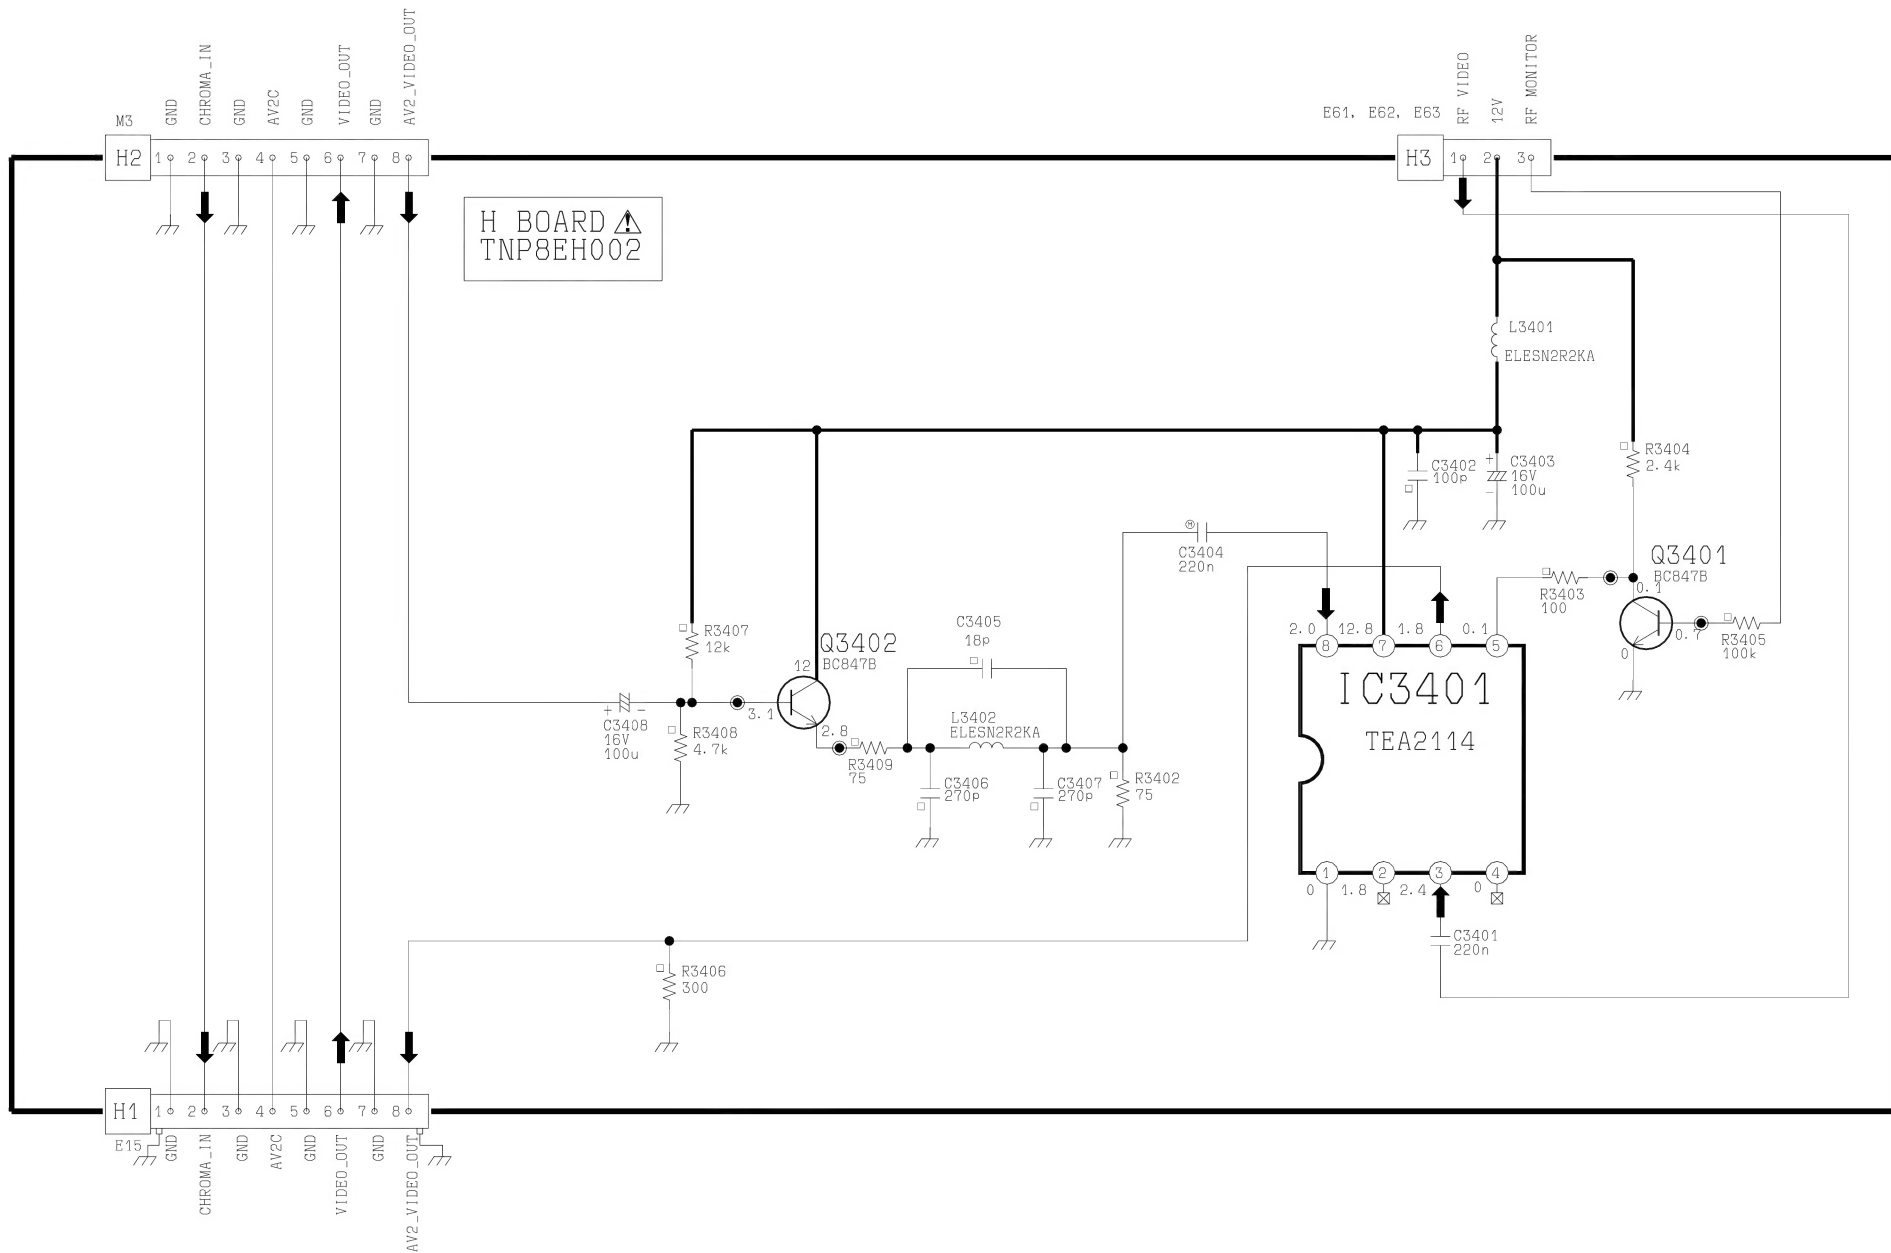 GND
CHROMA_IN
GND
AV2C
GND
VIDEO_OUT
GND
AV2_VIDEO_OUT
M3
H2
1 2 3 4 5 6 7 8
E61. E62. E63
RF VIDEO
12V
RF MONITOR
H3
1 2 3
H BOARD
TNP8EH002
L3401
ELESN2R2KA
R3404
2.4k
C3402
100p
+ C3403
16V
- 100u
M
C3404
220n
Q3401
BC847B
0.1
R3403
100
0.7
R3405
100k
0
C3405
18p
R3407
12k
Q3402
BC847B
12
3.1
2.8
+ -
C3408
16V
100u
R3408
4.7k
R3409
75
L3402
ELESN2R2KA
C3406
270p
C3407
270p
R3402
75
2.0 12.8 1.8 0.1
8 7 6 5
IC3401
TEA2114
1 2 3 4
0 1.8 2.4 0
C3401
220n
R3406
300
H1
1 2 3 4 5 6 7 8
E15
GND
CHROMA_IN
GND
AV2C
GND
VIDEO_OUT
GND
AV2_VIDEO_OUT